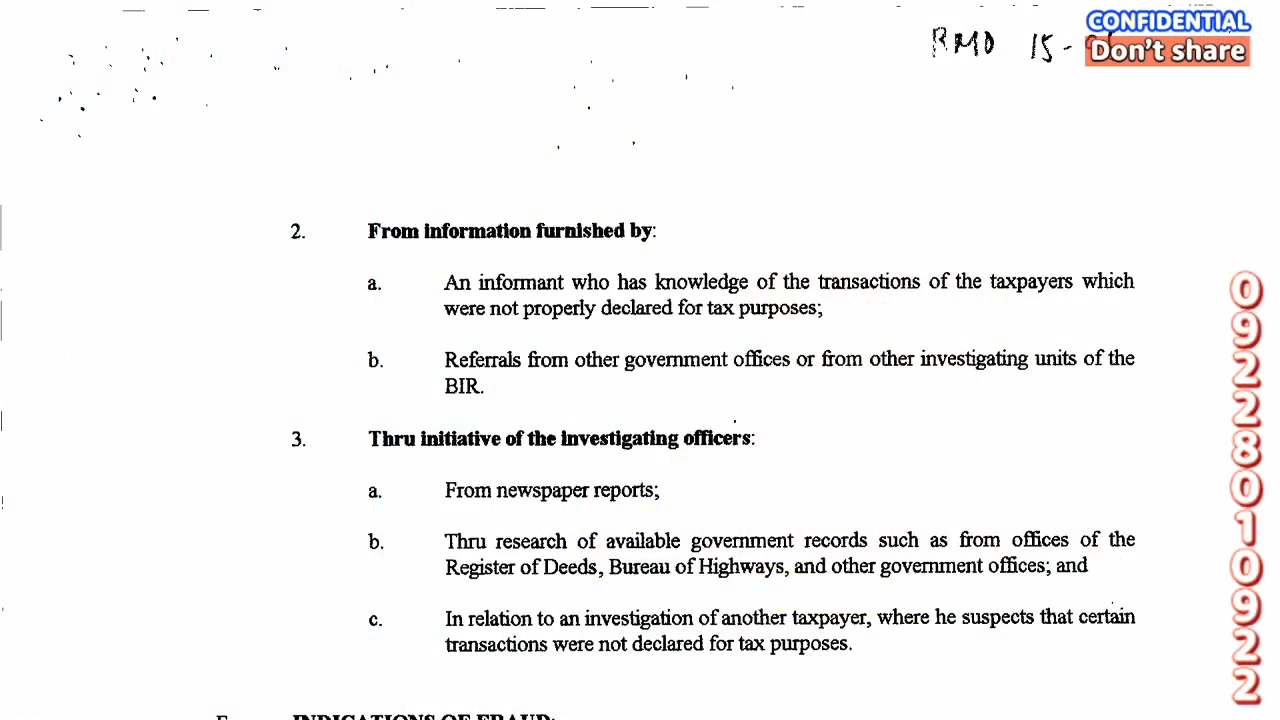 CONFIDENTIAL
RMO 15-
Don't share
2. From information furnished by:
a. An informant who has knowledge of the transactions of the taxpayers which
were not properly declared for tax purposes;
b. Referrals from other government offices or from other investigating units of the
BIR.
3. Thru initiative of the investigating officers:
a. From newspaper reports;
b. Thru research of available government records such as from offices of the
Register of Deeds, Bureau of Highways, and other government offices; and
c. In relation to an investigation of another taxpayer, where he suspects that certain
transactions were not declared for tax purposes.
INDICATIONS OF FRAUD:
09228010922